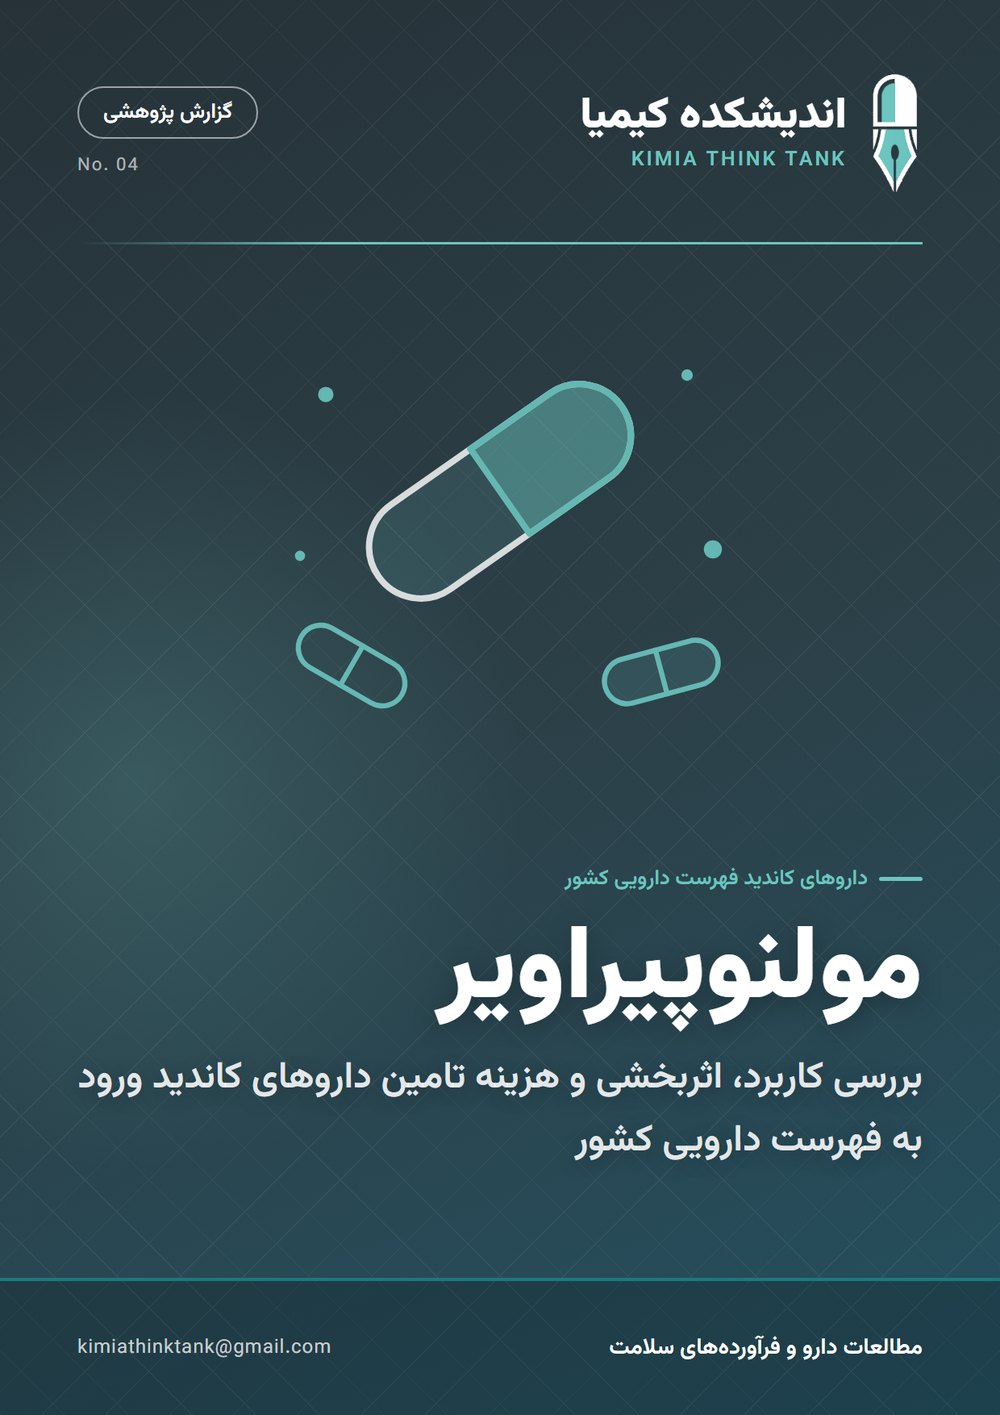 اندیشکده کیمیا
KIMIA THINK TANK
گزارش پژوهشی
No. 04
داروهای کاندید فهرست دارویی کشور
مولنوپیراویر
بررسی کاربرد، اثربخشی و هزینه تامین داروهای کاندید ورود
به فهرست دارویی کشور
مطالعات دارو و فرآورده‌های سلامت
kimiathinktank@gmail.com